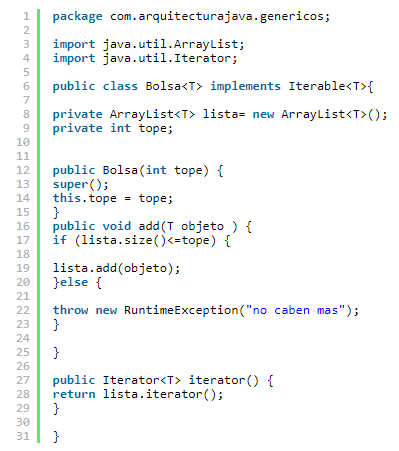 1 package com.arquitecturajava.genericos;
2
3 import java.util.ArrayList;
4 import java.util.Iterator;
5
6 public class Bolsa<T> implements Iterable<T>{
7
8 private ArrayList<T> lista= new ArrayList<T>();
9 private int tope;
10
11
12 public Bolsa(int tope) {
13 super();
14 this.tope = tope;
15 }
16 public void add(T objeto ) {
17 if (lista.size()<=tope) {
18
19 lista.add(objeto);
20 }else {
21
22 throw new RuntimeException("no caben mas");
23 }
24
25 }
26
27 public Iterator<T> iterator() {
28 return lista.iterator();
29 }
30
31 }